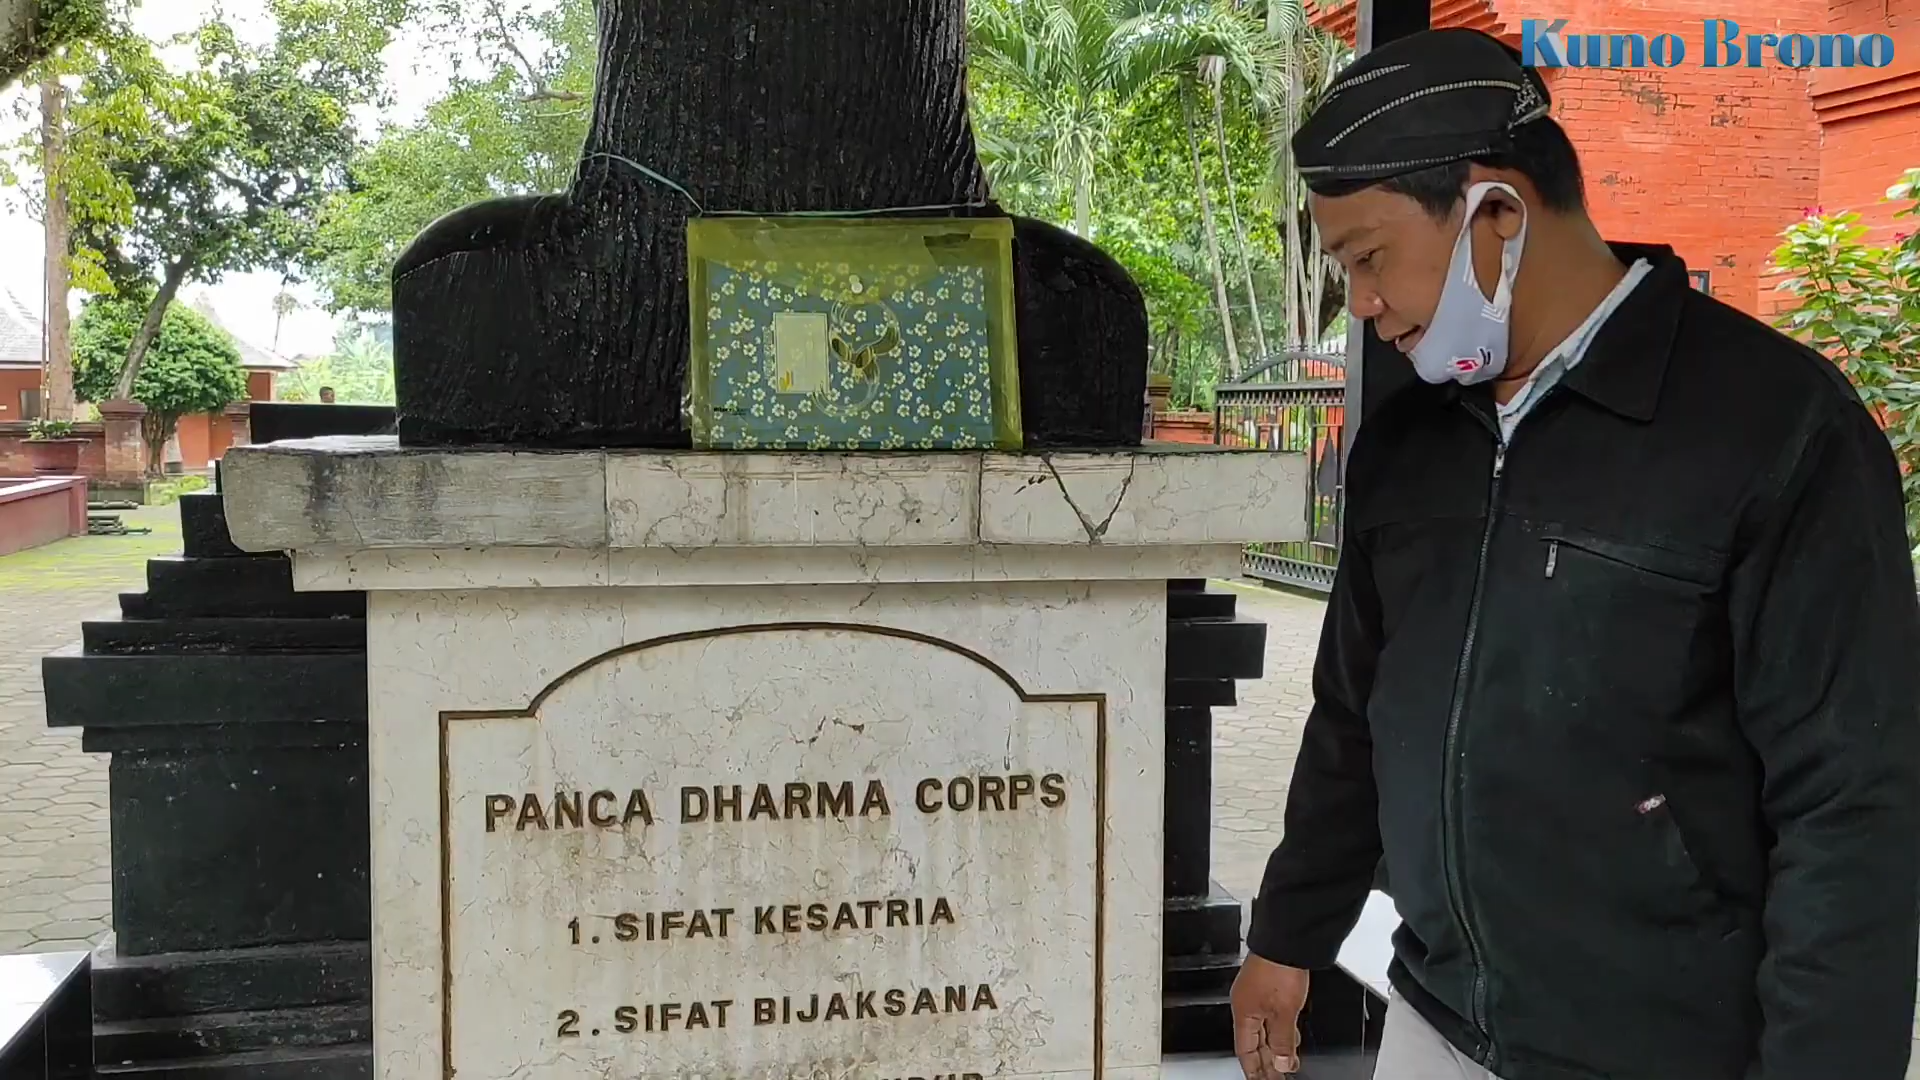 Kuno Brono
PANCA DHARMA CORPS
1. SIFAT KESATRIA
2. SIFAT BIJAKSANA